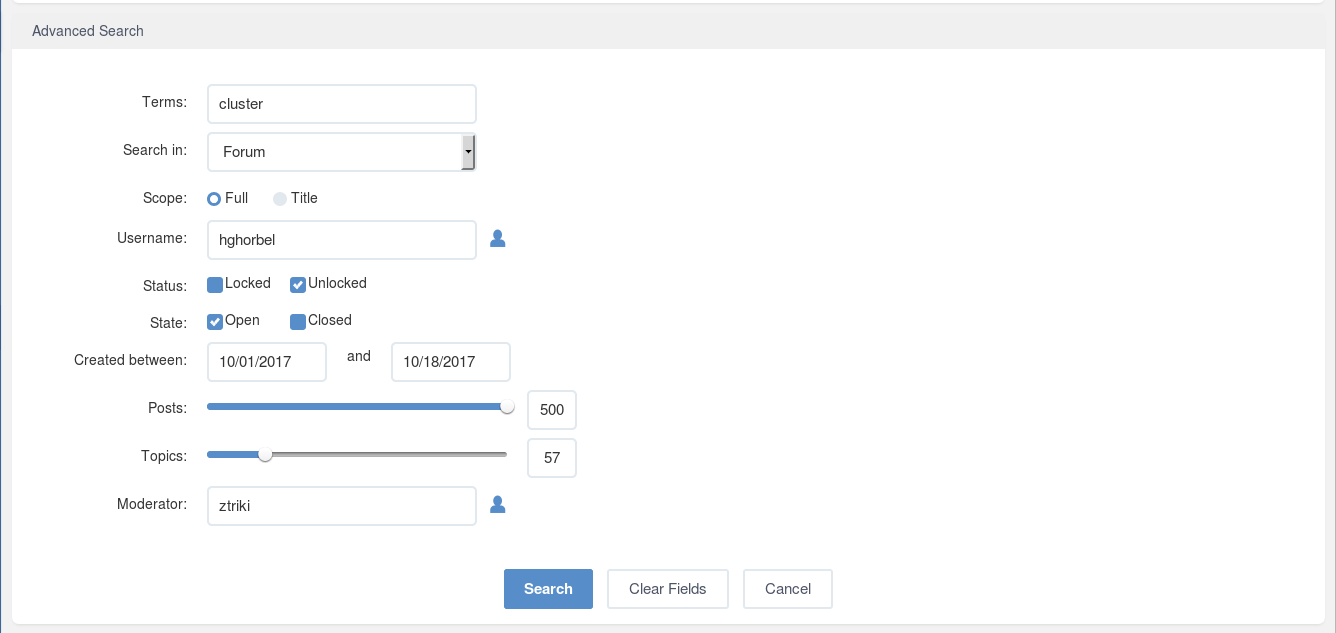 Advanced Search
Terms: cluster
Search in: Forum
Scope: Full Title
Username: hghorbel
Status: Locked Unlocked
State: Open Closed
Created between: 10/01/2017 and 10/18/2017
Posts: 500
Topics: 57
Moderator: ztriki
Search Clear Fields Cancel